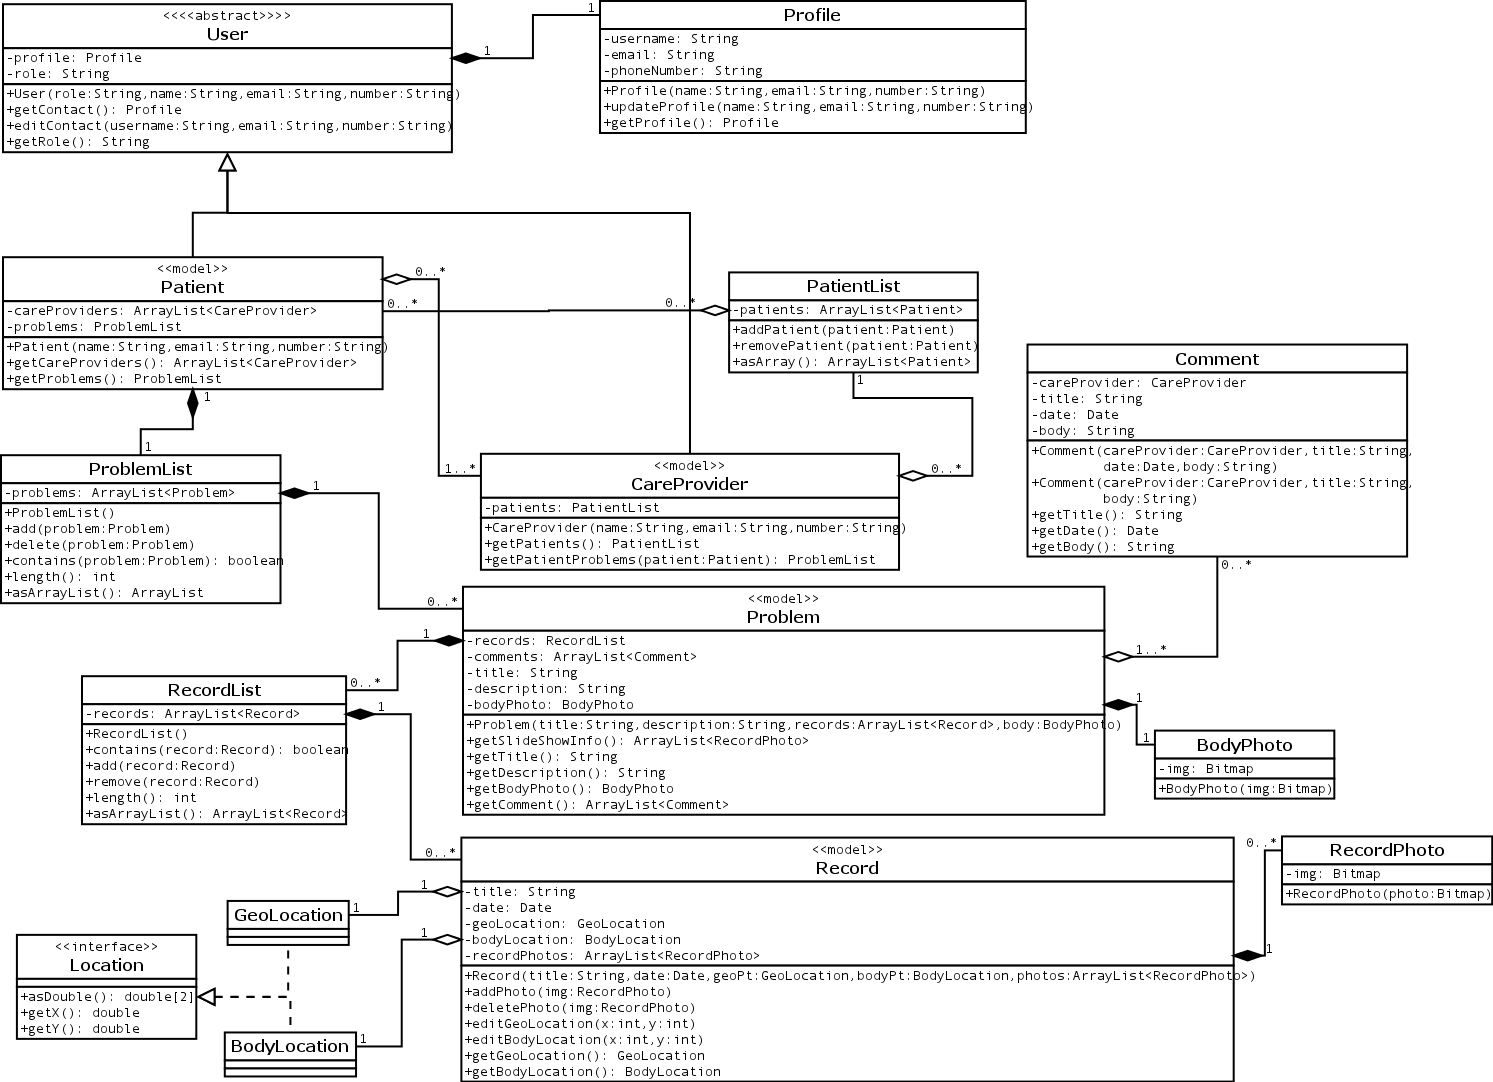 <<<<abstract>>>>
User
-profile: Profile
-role: String
+User(role:String,name:String,email:String,number:String)
+getContact(): Profile
+editContact(username:String,email:String,number:String)
+getRole(): String
1
1
Profile
-username: String
-email: String
-phoneNumber: String
+Profile(name:String,email:String,number:String)
+updateProfile(name:String,email:String,number:String)
+getProfile(): Profile
<<model>>
Patient
-careProviders: ArrayList<CareProvider>
-problems: ProblemList
+Patient(name:String,email:String,number:String)
+getCareProviders(): ArrayList<CareProvider>
+getProblems(): ProblemList
0..*
0..*
0..*
PatientList
-patients: ArrayList<Patient>
+addPatient(patient:Patient)
+removePatient(patient:Patient)
+asArray(): ArrayList<Patient>
1
Comment
-careProvider: CareProvider
-title: String
-date: Date
-body: String
+Comment(careProvider:CareProvider,title:String,
date:Date,body:String)
+Comment(careProvider:CareProvider,title:String,
body:String)
+getTitle(): String
+getDate(): Date
+getBody(): String
0..*
1
1
ProblemList
-problems: ArrayList<Problem>
+ProblemList()
+add(problem:Problem)
+delete(problem:Problem)
+contains(problem:Problem): boolean
+length(): int
+asArrayList(): ArrayList
1
0..*
1..*
<<model>>
CareProvider
-patients: PatientList
+CareProvider(name:String,email:String,number:String)
+getPatients(): PatientList
+getPatientProblems(patient:Patient): ProblemList
0..*
<<model>>
Problem
-records: RecordList
-comments: ArrayList<Comment>
-title: String
-description: String
-bodyPhoto: BodyPhoto
+Problem(title:String,description:String,records:ArrayList<Record>,body:BodyPhoto)
+getSlideShowInfo(): ArrayList<RecordPhoto>
+getTitle(): String
+getDescription(): String
+getBodyPhoto(): BodyPhoto
+getComment(): ArrayList<Comment>
1
0..*
1..*
1
1
BodyPhoto
-img: Bitmap
+BodyPhoto(img:Bitmap)
RecordList
-records: ArrayList<Record>
+RecordList()
+contains(record:Record): boolean
+add(record:Record)
+remove(record:Record)
+length(): int
+asArrayList(): ArrayList<Record>
1
0..*
<<model>>
Record
-title: String
-date: Date
-geoLocation: GeoLocation
-bodyLocation: BodyLocation
-recordPhotos: ArrayList<RecordPhoto>
+Record(title:String,date:Date,geoPt:GeoLocation,bodyPt:BodyLocation,photos:ArrayList<RecordPhoto>)
+addPhoto(img:RecordPhoto)
+deletePhoto(img:RecordPhoto)
+editGeoLocation(x:int,y:int)
+editBodyLocation(x:int,y:int)
+getGeoLocation(): GeoLocation
+getBodyLocation(): BodyLocation
0..*
1
RecordPhoto
-img: Bitmap
+RecordPhoto(photo:Bitmap)
1
1
GeoLocation
1
1
BodyLocation
<<interface>>
Location
+asDouble(): double[2]
+getX(): double
+getY(): double